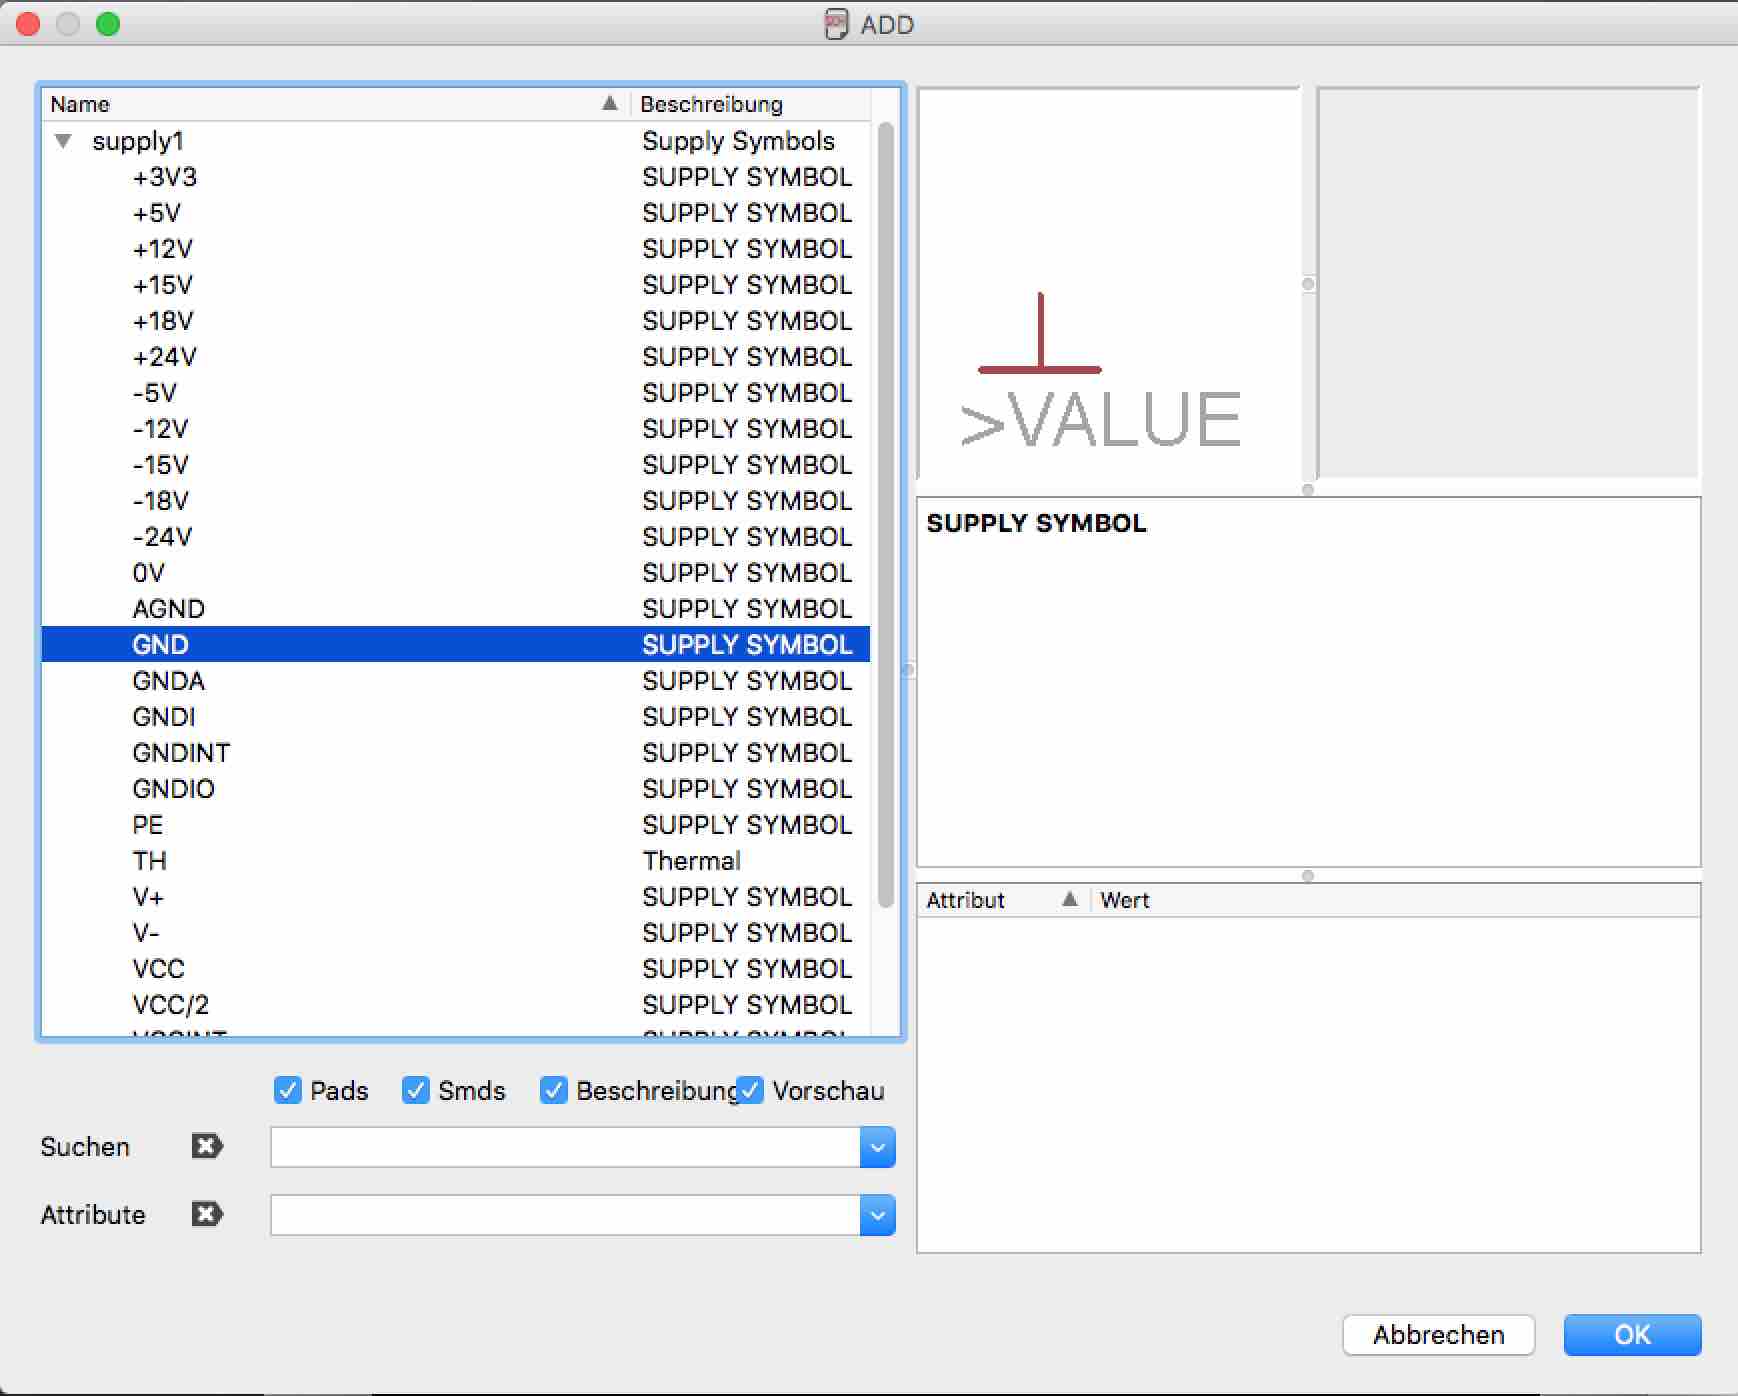 ADD
Name Beschreibung
supply1 Supply Symbols
+3V3 SUPPLY SYMBOL
+5V SUPPLY SYMBOL
+12V SUPPLY SYMBOL
+15V SUPPLY SYMBOL
+18V SUPPLY SYMBOL
+24V SUPPLY SYMBOL
-5V SUPPLY SYMBOL
-12V SUPPLY SYMBOL
-15V SUPPLY SYMBOL
-18V SUPPLY SYMBOL
-24V SUPPLY SYMBOL
0V SUPPLY SYMBOL
AGND SUPPLY SYMBOL
GND SUPPLY SYMBOL
GNDA SUPPLY SYMBOL
GNDI SUPPLY SYMBOL
GNDINT SUPPLY SYMBOL
GNDIO SUPPLY SYMBOL
PE SUPPLY SYMBOL
TH Thermal
V+ SUPPLY SYMBOL
V- SUPPLY SYMBOL
VCC SUPPLY SYMBOL
VCC/2 SUPPLY SYMBOL
Pads Smds Beschreibung Vorschau
Suchen
Attribute
>VALUE
SUPPLY SYMBOL
Attribut Wert
Abbrechen OK